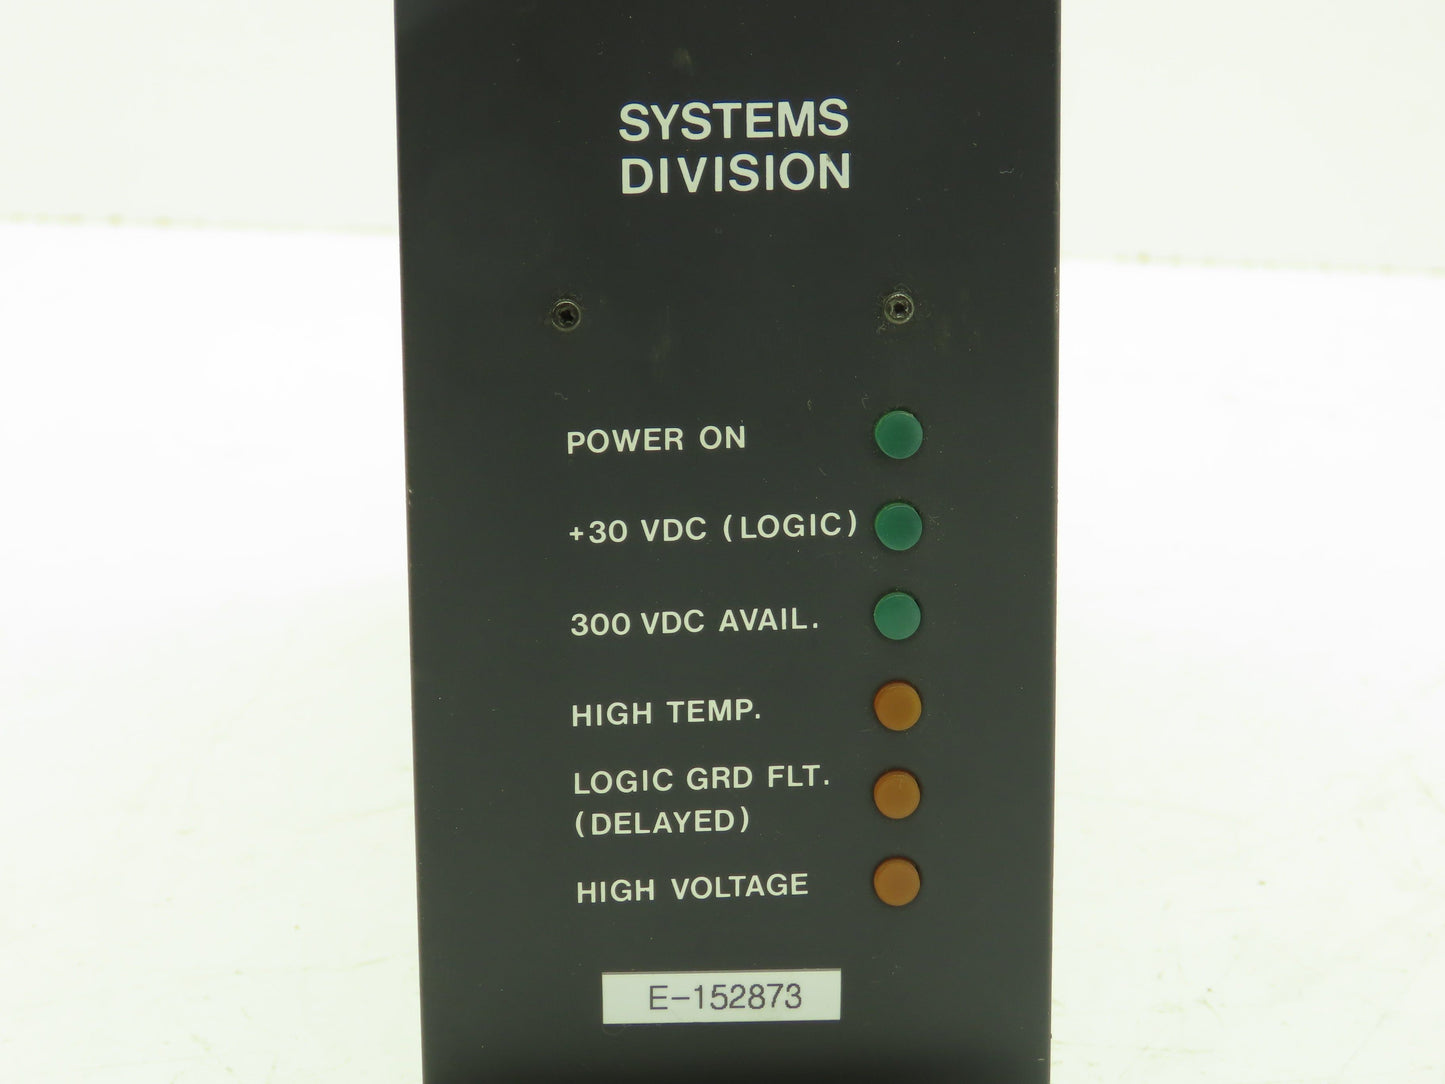 SYSTEMS
DIVISION
POWER ON
+30 VDC (LOGIC)
300 VDC AVAIL.
HIGH TEMP.
LOGIC GRD FLT.
(DELAYED)
HIGH VOLTAGE
E-152873